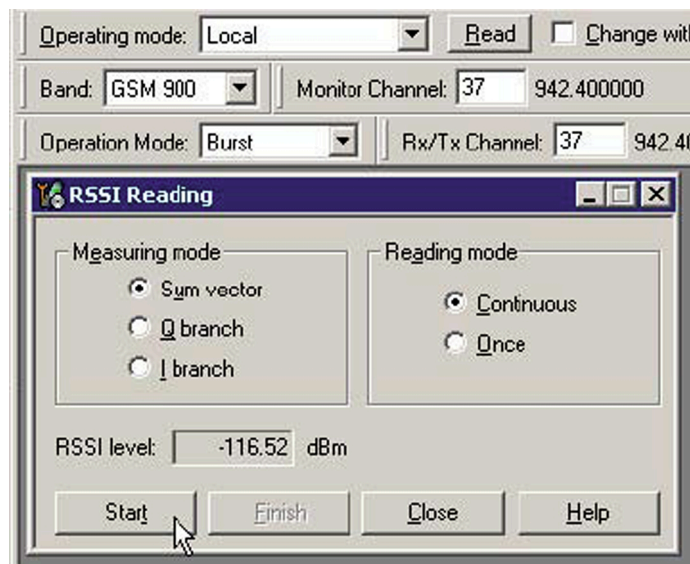 Operating mode: Local Read Change with
Band: GSM 900 Monitor Channel: 37 942.400000
Operation Mode: Burst Rx/Tx Channel: 37 942.40
RSSI Reading
Measuring mode Reading mode
Sum vector
Continuous
Q branch
Once
I branch
RSSI level: -116.52 dBm
Start Finish Close Help